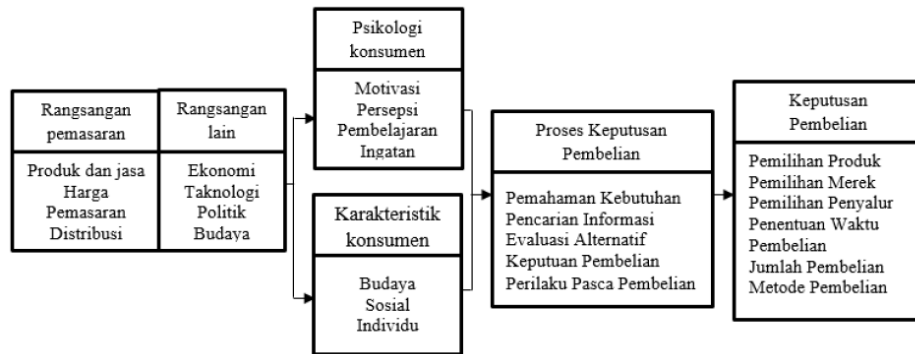 Rangsangan
pemasaran
Produk dan jasa
Harga
Pemasaran
Distribusi
Rangsangan
lain
Ekonomi
Taknologi
Politik
Budaya
Psikologi
konsumen
Motivasi
Persepsi
Pembelajaran
Ingatan
Karakteristik
konsumen
Budaya
Sosial
Individu
Proses Keputusan
Pembelian
Pemahaman Kebutuhan
Pencarian Informasi
Evaluasi Alternatif
Keputuan Pembelian
Perilaku Pasca Pembelian
Keputusan
Pembelian
Pemilihan Produk
Pemilihan Merek
Pemilihan Penyalur
Penentuan Waktu
Pembelian
Jumlah Pembelian
Metode Pembelian